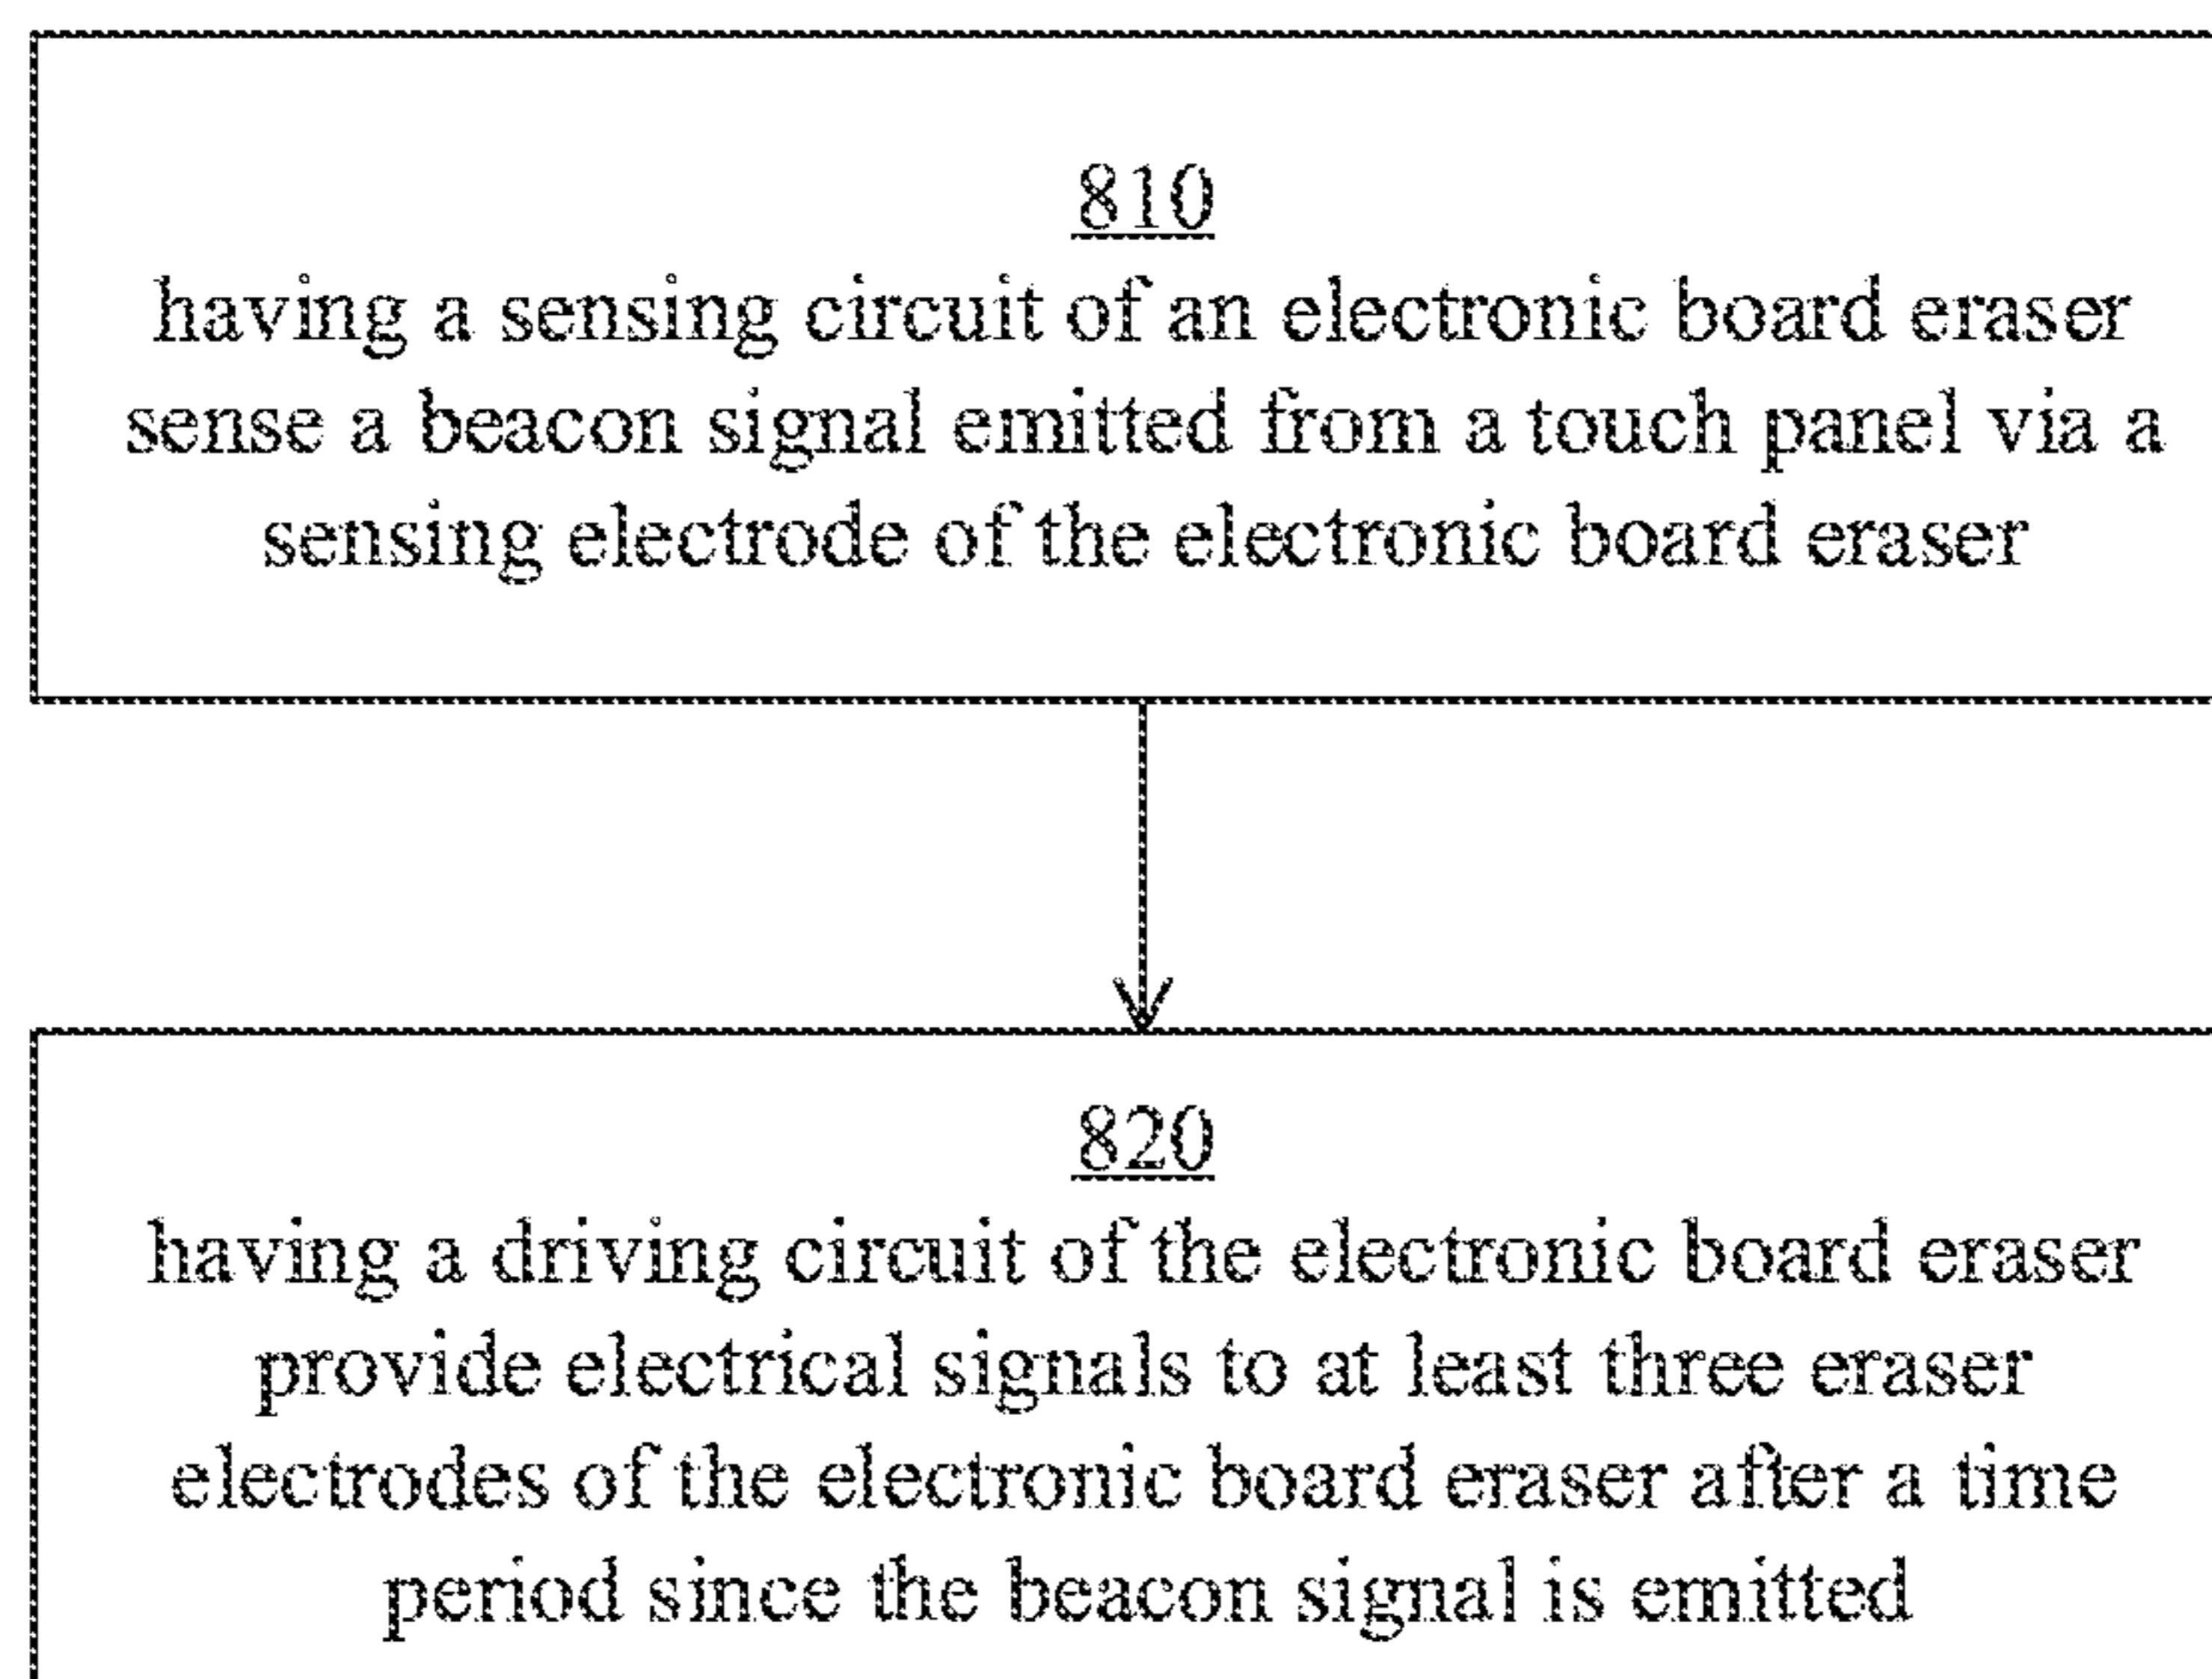 810
having a sensing circuit of an electronic board eraser
sense a beacon signal emitted from a touch panel via a
sensing electrode of the electronic board eraser
820
having a driving circuit of the electronic board eraser
provide electrical signals to at least three eraser
electrodes of the electronic board eraser after a time
period since the beacon signal is emitted